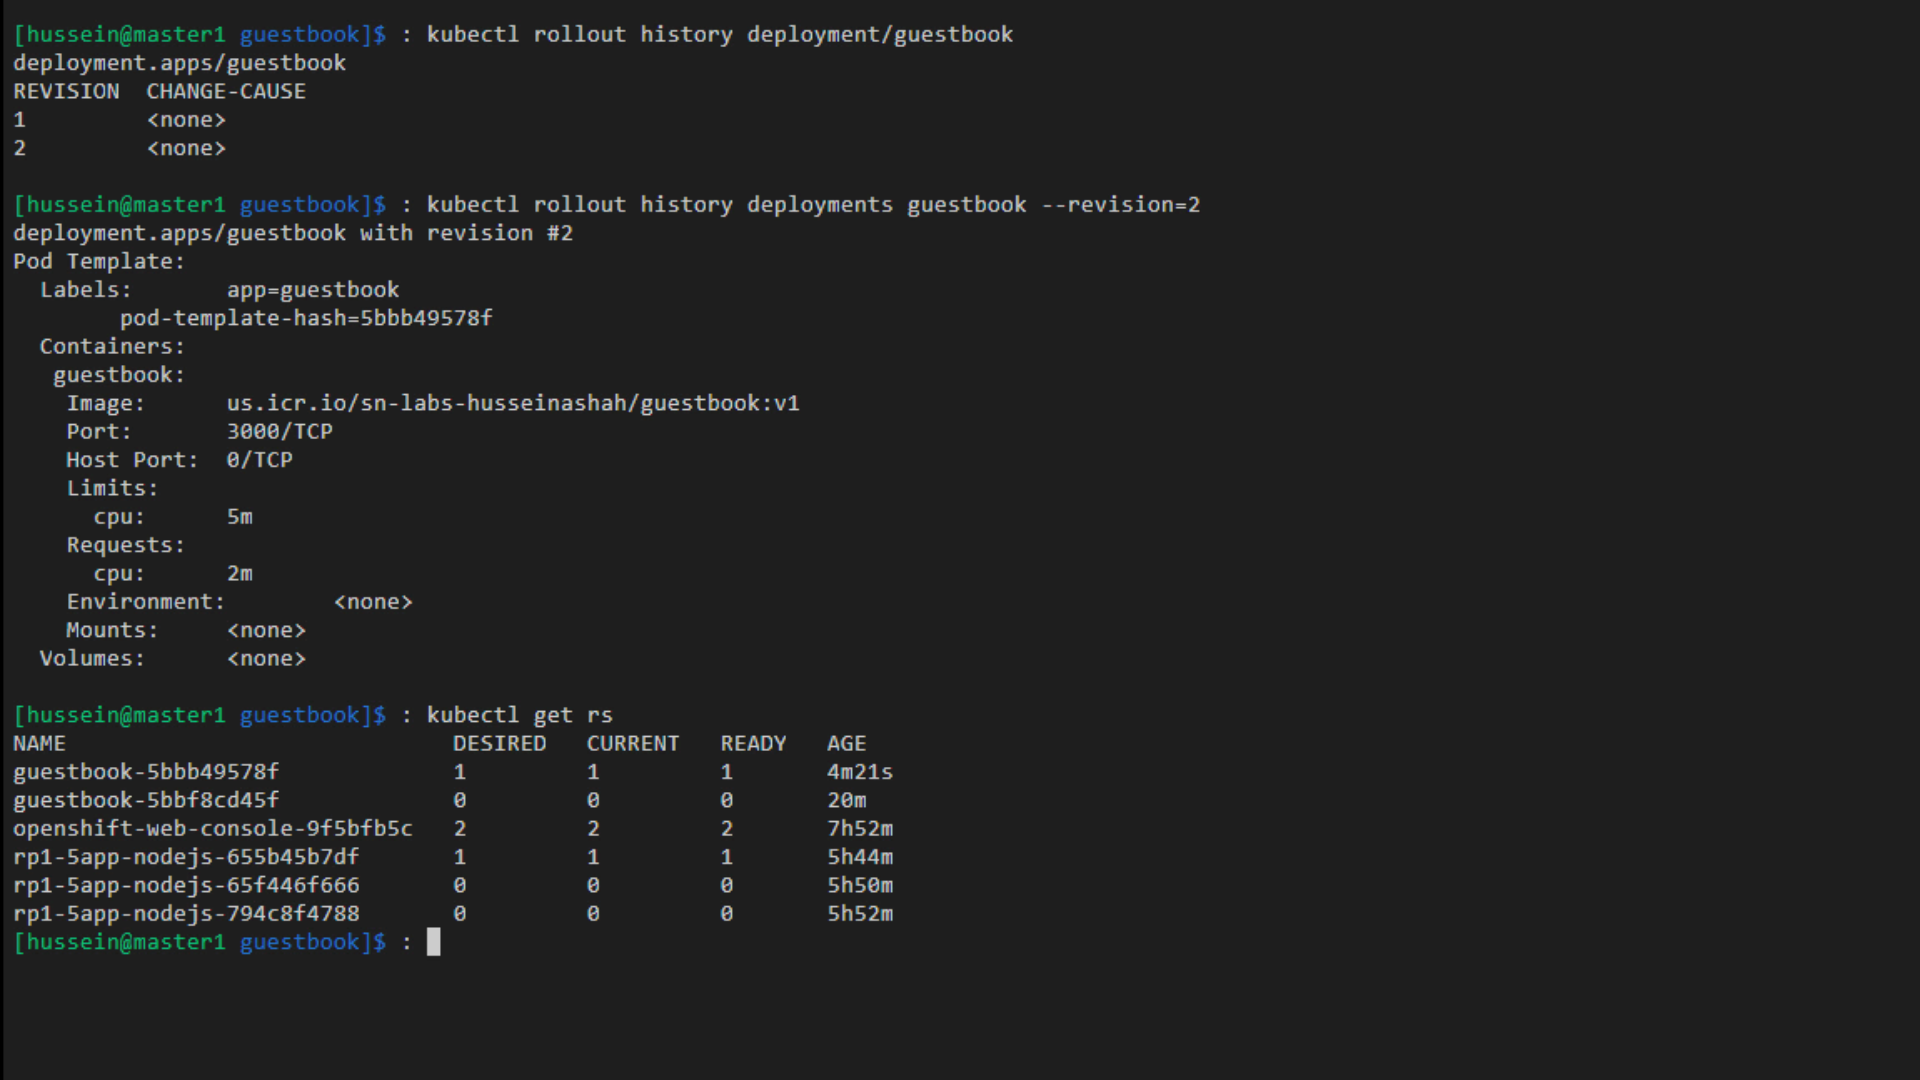 [hussein@master1 guestbook]$ : kubectl rollout history deployment/guestbook
deployment.apps/guestbook
REVISION  CHANGE-CAUSE
1         <none>
2         <none>

[hussein@master1 guestbook]$ : kubectl rollout history deployments guestbook --revision=2
deployment.apps/guestbook with revision #2
Pod Template:
  Labels:       app=guestbook
        pod-template-hash=5bbb49578f
  Containers:
   guestbook:
    Image:      us.icr.io/sn-labs-husseinashah/guestbook:v1
    Port:       3000/TCP
    Host Port:  0/TCP
    Limits:
      cpu:      5m
    Requests:
      cpu:      2m
    Environment:        <none>
    Mounts:     <none>
  Volumes:      <none>

[hussein@master1 guestbook]$ : kubectl get rs
NAME                             DESIRED   CURRENT   READY   AGE
guestbook-5bbb49578f             1         1         1       4m21s
guestbook-5bbf8cd45f             0         0         0       20m
openshift-web-console-9f5bfb5c   2         2         2       7h52m
rp1-5app-nodejs-655b45b7df       1         1         1       5h44m
rp1-5app-nodejs-65f446f666       0         0         0       5h50m
rp1-5app-nodejs-794c8f4788       0         0         0       5h52m
[hussein@master1 guestbook]$ :